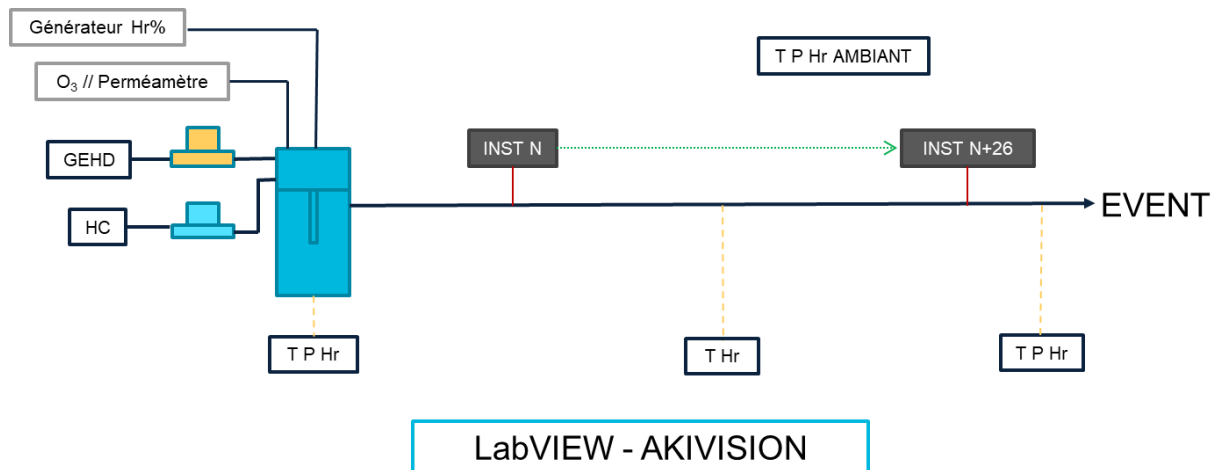 Générateur Hr%
O₃ // Perméamètre
GEHD
HC
T P Hr AMBIANT
INST N
INST N+26
EVENT
T P Hr
T Hr
T P Hr
LabVIEW - AKIVISION